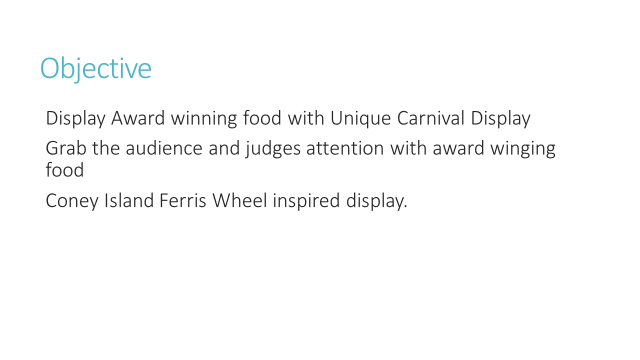 Objective
Display Award winning food with Unique Carnival Display
Grab the audience and judges attention with award winging
food
Coney Island Ferris Wheel inspired display.